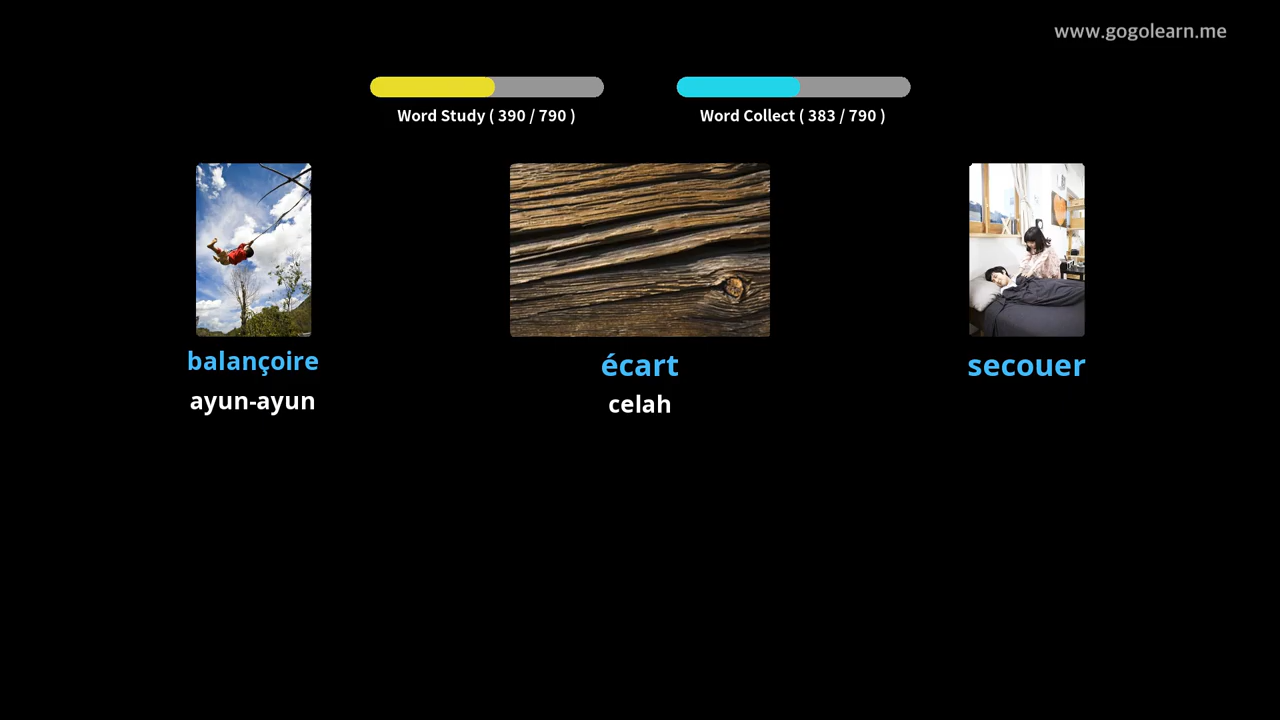 www.gogolearn.me
Word Study ( 390 / 790 )
Word Collect ( 383 / 790 )
balançoire
ayun-ayun
écart
celah
secouer